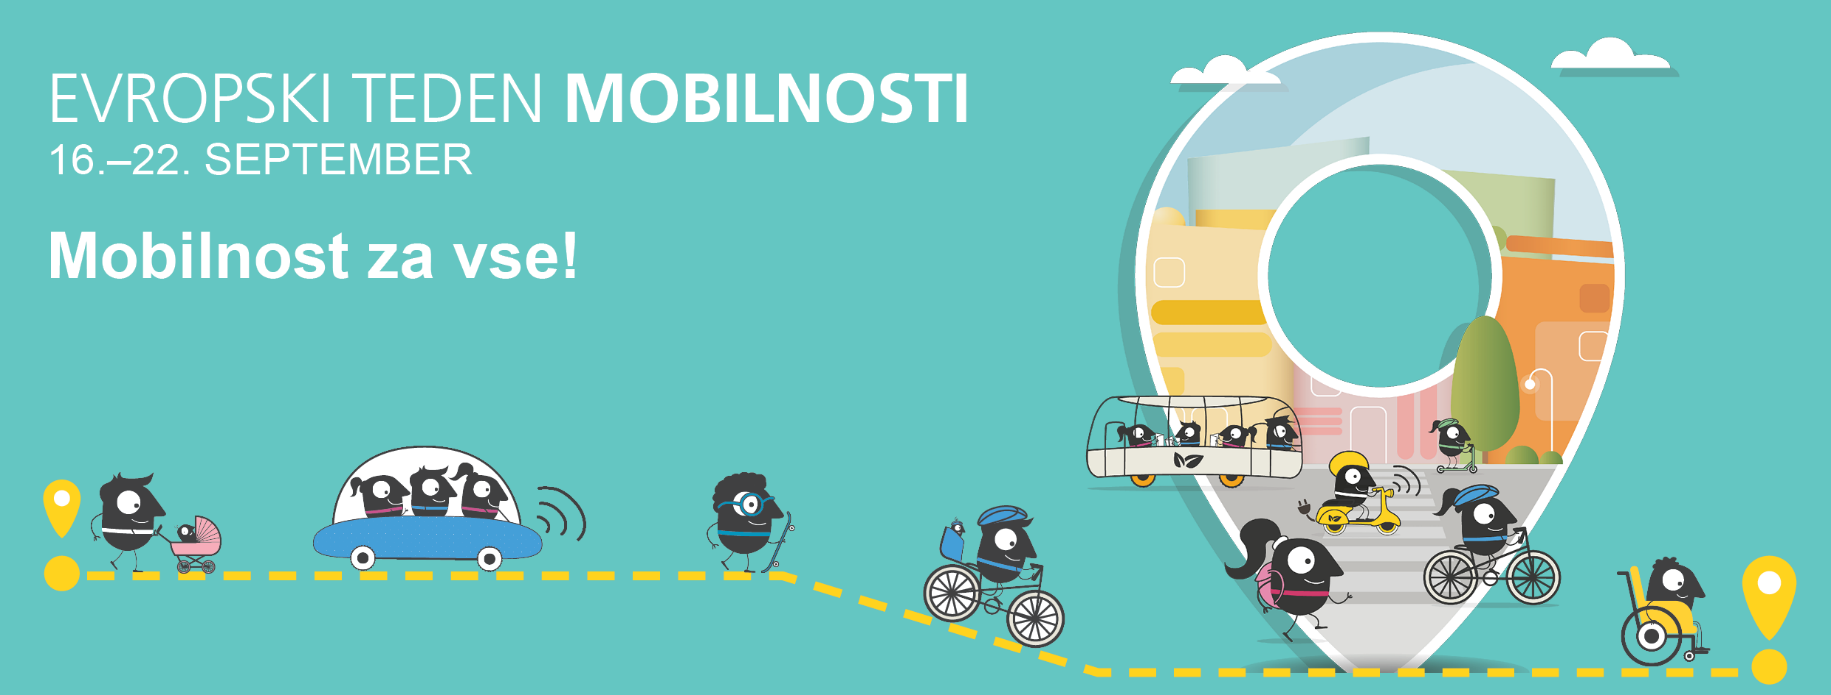 EVROPSKI TEDEN MOBILNOSTI
16.–22. SEPTEMBER
Mobilnost za vse!